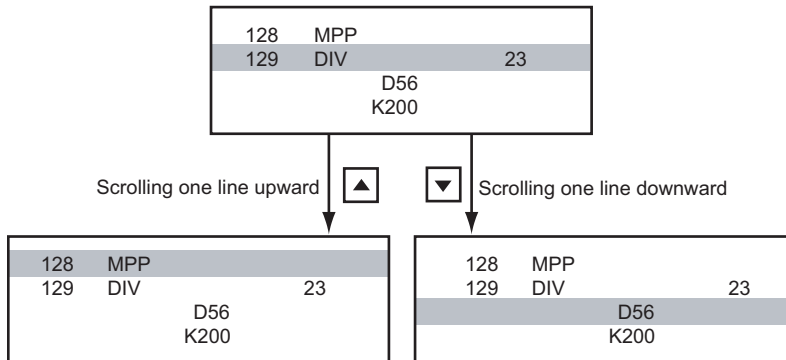 128 MPP
129 DIV 23
D56
K200
Scrolling one line upward ▲ ▼ Scrolling one line downward
128 MPP
129 DIV 23
D56
K200
128 MPP
129 DIV 23
D56
K200